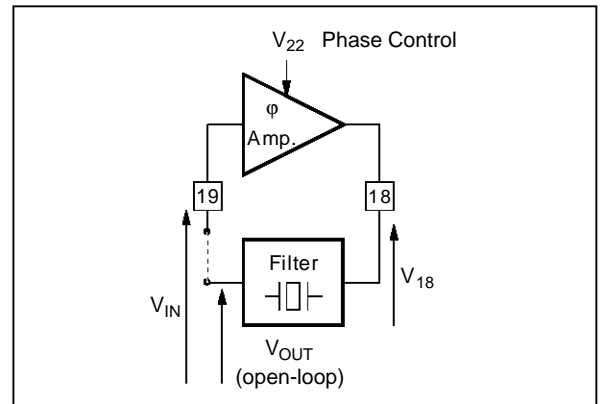 V22 Phase Control
φ
Amp.
19
18
Filter
VIN
V18
VOUT
(open-loop)